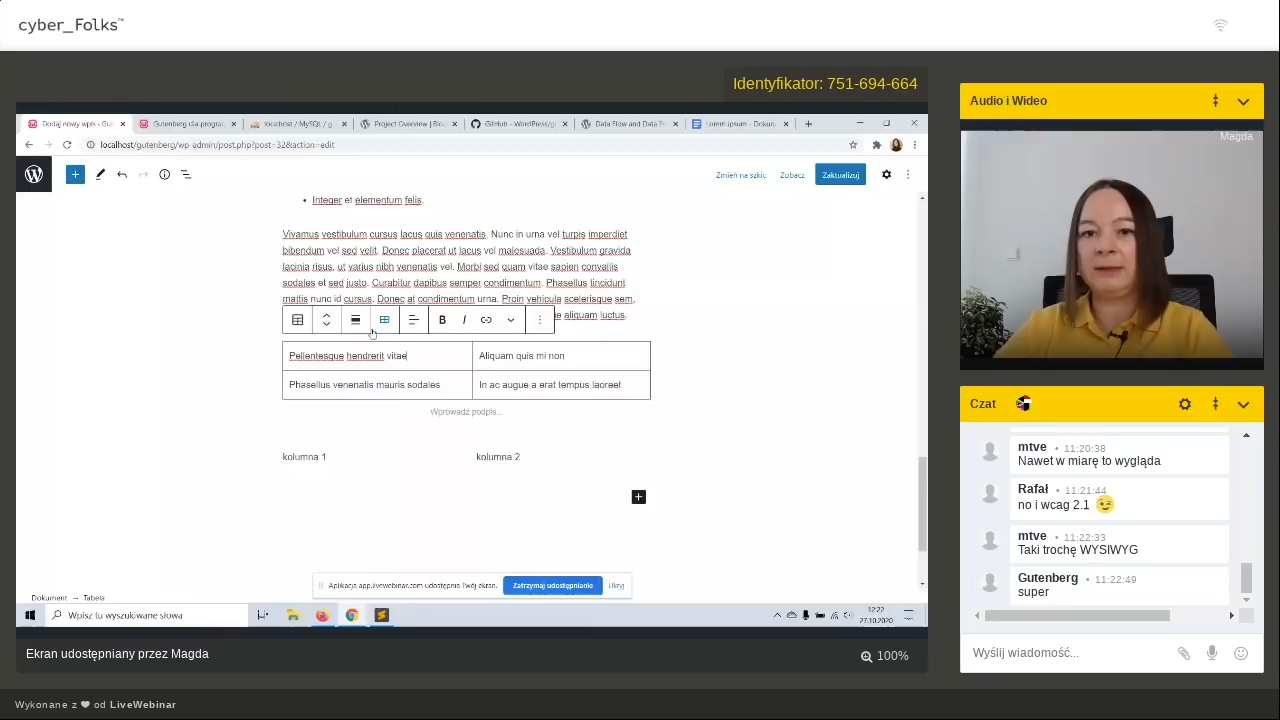 cyber_Folks™
Identyfikator: 751-694-664
Dodaj nowy wpis ‹ Gut
Gutenberg dla progra
localhost / MySQL / g
Project Overview | Blo
GitHub - WordPress/g
Data Flow and Data F
Lorem ipsum - Dokun
localhost/gutenberg/wp-admin/post.php?post=32&action=edit
Zmień na szkic
Zobacz
Zaktualizuj
Integer et elementum felis.
Vivamus vestibulum cursus lacus quis venenatis. Nunc in urna vel turpis imperdiet
bibendum vel sed velit. Donec placerat ut lacus vel malesuada. Vestibulum gravida
lacinia risus, ut varius nibh venenatis vel. Morbi sed quam vitae sapien convallis
sodales et sed justo. Curabitur dapibus semper condimentum. Phasellus tincidunt
mattis nunc id cursus. Donec at condimentum urna. Proin vehicula scelerisque sem,
aliquam luctus.
B I
Pellentesque hendrerit vitae
Aliquam quis mi non
Phasellus venenatis mauris sodales
In ac augue a erat tempus laoreet
Wprowadź podpis...
kolumna 1
kolumna 2
Aplikacja app.livewebinar.com udostępnia Twój ekran.
Zatrzymaj udostępnianie
Ukryj
Dokument → Tabela
Wpisz tu wyszukiwane słowa
12:22
27.10.2020
Ekran udostępniany przez Magda
100%
Wykonane z ❤ od LiveWebinar
Audio i Wideo
Magda
Czat
mtve • 11:20:38
Nawet w miarę to wygląda
Rafał • 11:21:44
no i wcag 2.1 😉
mtve • 11:22:33
Taki trochę WYSIWYG
Gutenberg • 11:22:49
super
Wyślij wiadomość...